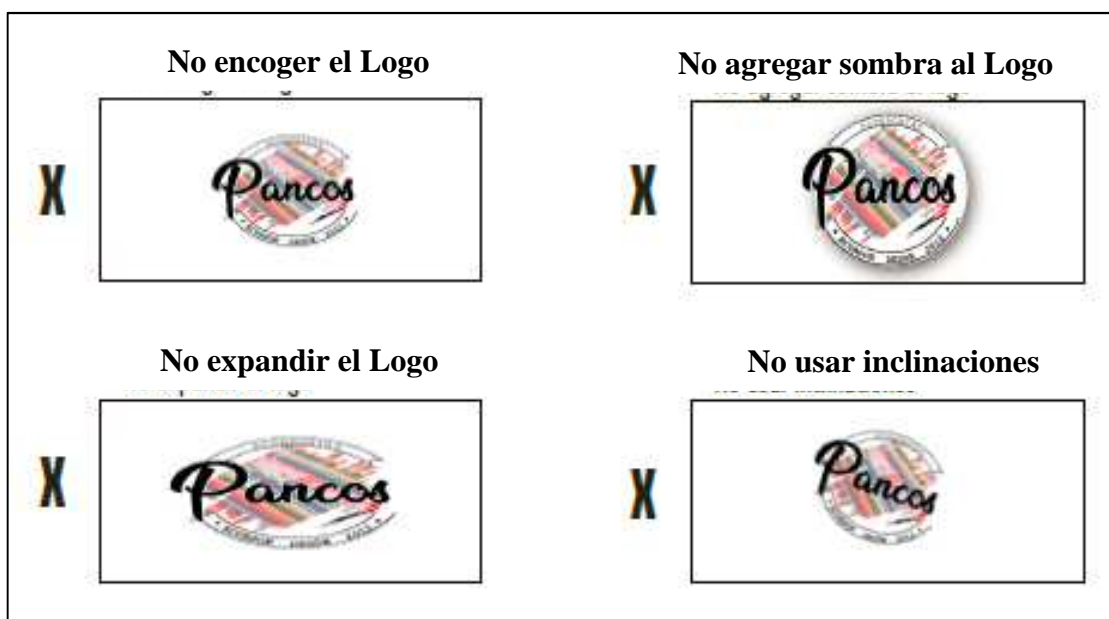 No encoger el Logo
No agregar sombra al Logo
X
Pancos
X
Pancos
No expandir el Logo
No usar inclinaciones
X
Pancos
X
Pancos